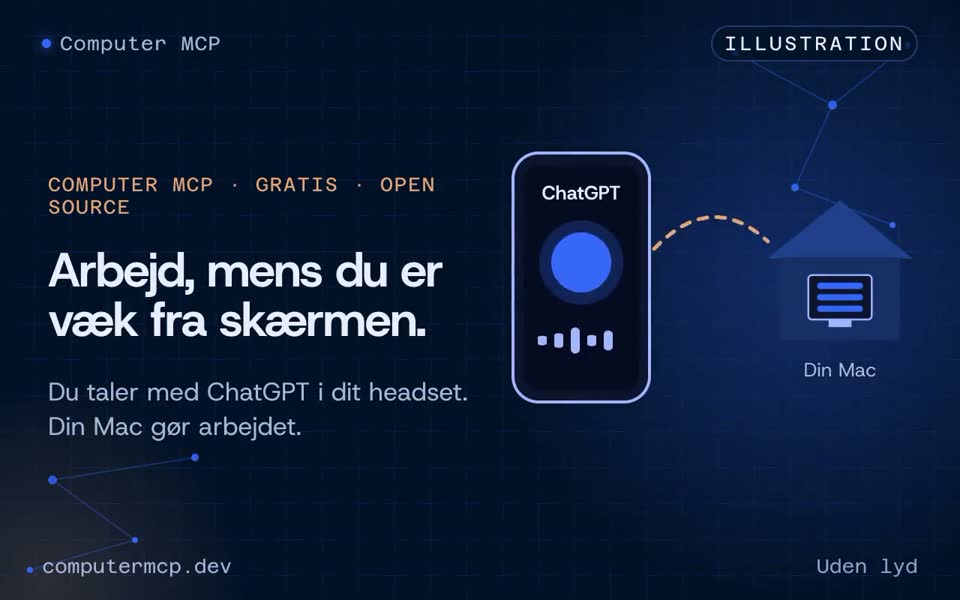 Computer MCP
ILLUSTRATION
COMPUTER MCP · GRATIS · OPEN
SOURCE
Arbejd, mens du er
væk fra skærmen.
Du taler med ChatGPT i dit headset.
Din Mac gør arbejdet.
ChatGPT
Din Mac
computermcp.dev
Uden lyd